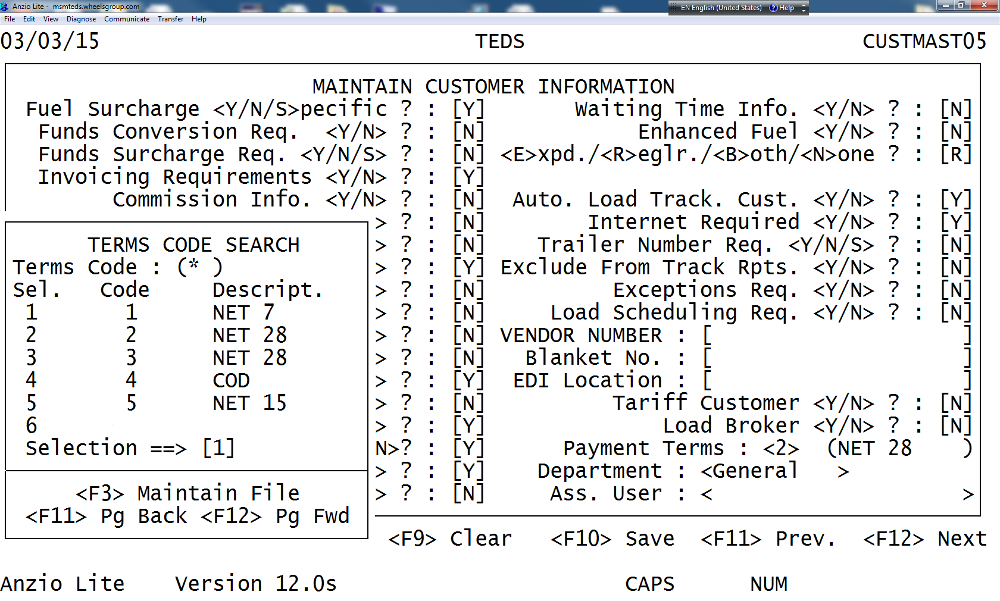 Anzio Lite - msmteds.wheelsgroup.com
EN English (United States) ? Help
File Edit View Diagnose Communicate Transfer Help
03/03/15 TEDS CUSTMAST05
MAINTAIN CUSTOMER INFORMATION
Fuel Surcharge <Y/N/S>pecific ? : [Y] Waiting Time Info. <Y/N> ? : [N]
Funds Conversion Req. <Y/N> ? : [N] Enhanced Fuel <Y/N> ? : [N]
Funds Surcharge Req. <Y/N/S> ? : [N] <E>xpd./<R>eglr./<B>oth/<N>one ? : [R]
Invoicing Requirements <Y/N> ? : [Y]
Commission Info. <Y/N> ? : [N] Auto. Load Track. Cust. <Y/N> ? : [Y]
> ? : [N] Internet Required <Y/N> ? : [Y]
TERMS CODE SEARCH > ? : [N] Trailer Number Req. <Y/N/S> ? : [N]
Terms Code : (* ) > ? : [Y] Exclude From Track Rpts. <Y/N> ? : [N]
Sel. Code Descript. > ? : [N] Exceptions Req. <Y/N> ? : [N]
1 1 NET 7 > ? : [N] Load Scheduling Req. <Y/N> ? : [N]
2 2 NET 28 > ? : [N] VENDOR NUMBER : [ ]
3 3 NET 28 > ? : [N] Blanket No. : [ ]
4 4 COD > ? : [Y] EDI Location : [ ]
5 5 NET 15 > ? : [N] Tariff Customer <Y/N> ? : [N]
6 > ? : [Y] Load Broker <Y/N> ? : [N]
Selection ==> [1] N>? : [Y] Payment Terms : <2> (NET 28 )
> ? : [Y] Department : <General >
<F3> Maintain File > ? : [N] Ass. User : < >
<F11> Pg Back <F12> Pg Fwd
<F9> Clear <F10> Save <F11> Prev. <F12> Next
Anzio Lite Version 12.0s CAPS NUM